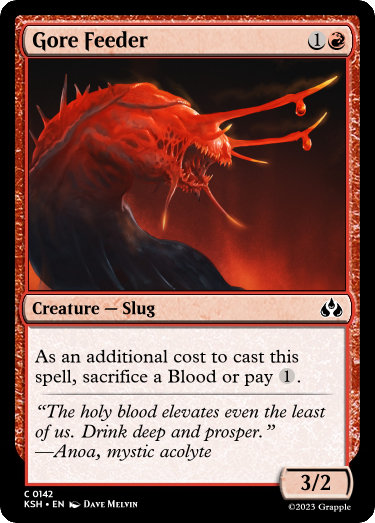 Gore Feeder 1
Creature — Slug
As an additional cost to cast this
spell, sacrifice a Blood or pay 1.
“The holy blood elevates even the least
of us. Drink deep and prosper.”
—Anoa, mystic acolyte
3/2
C 0142
KSH • EN Dave Melvin
©2023 Grapple